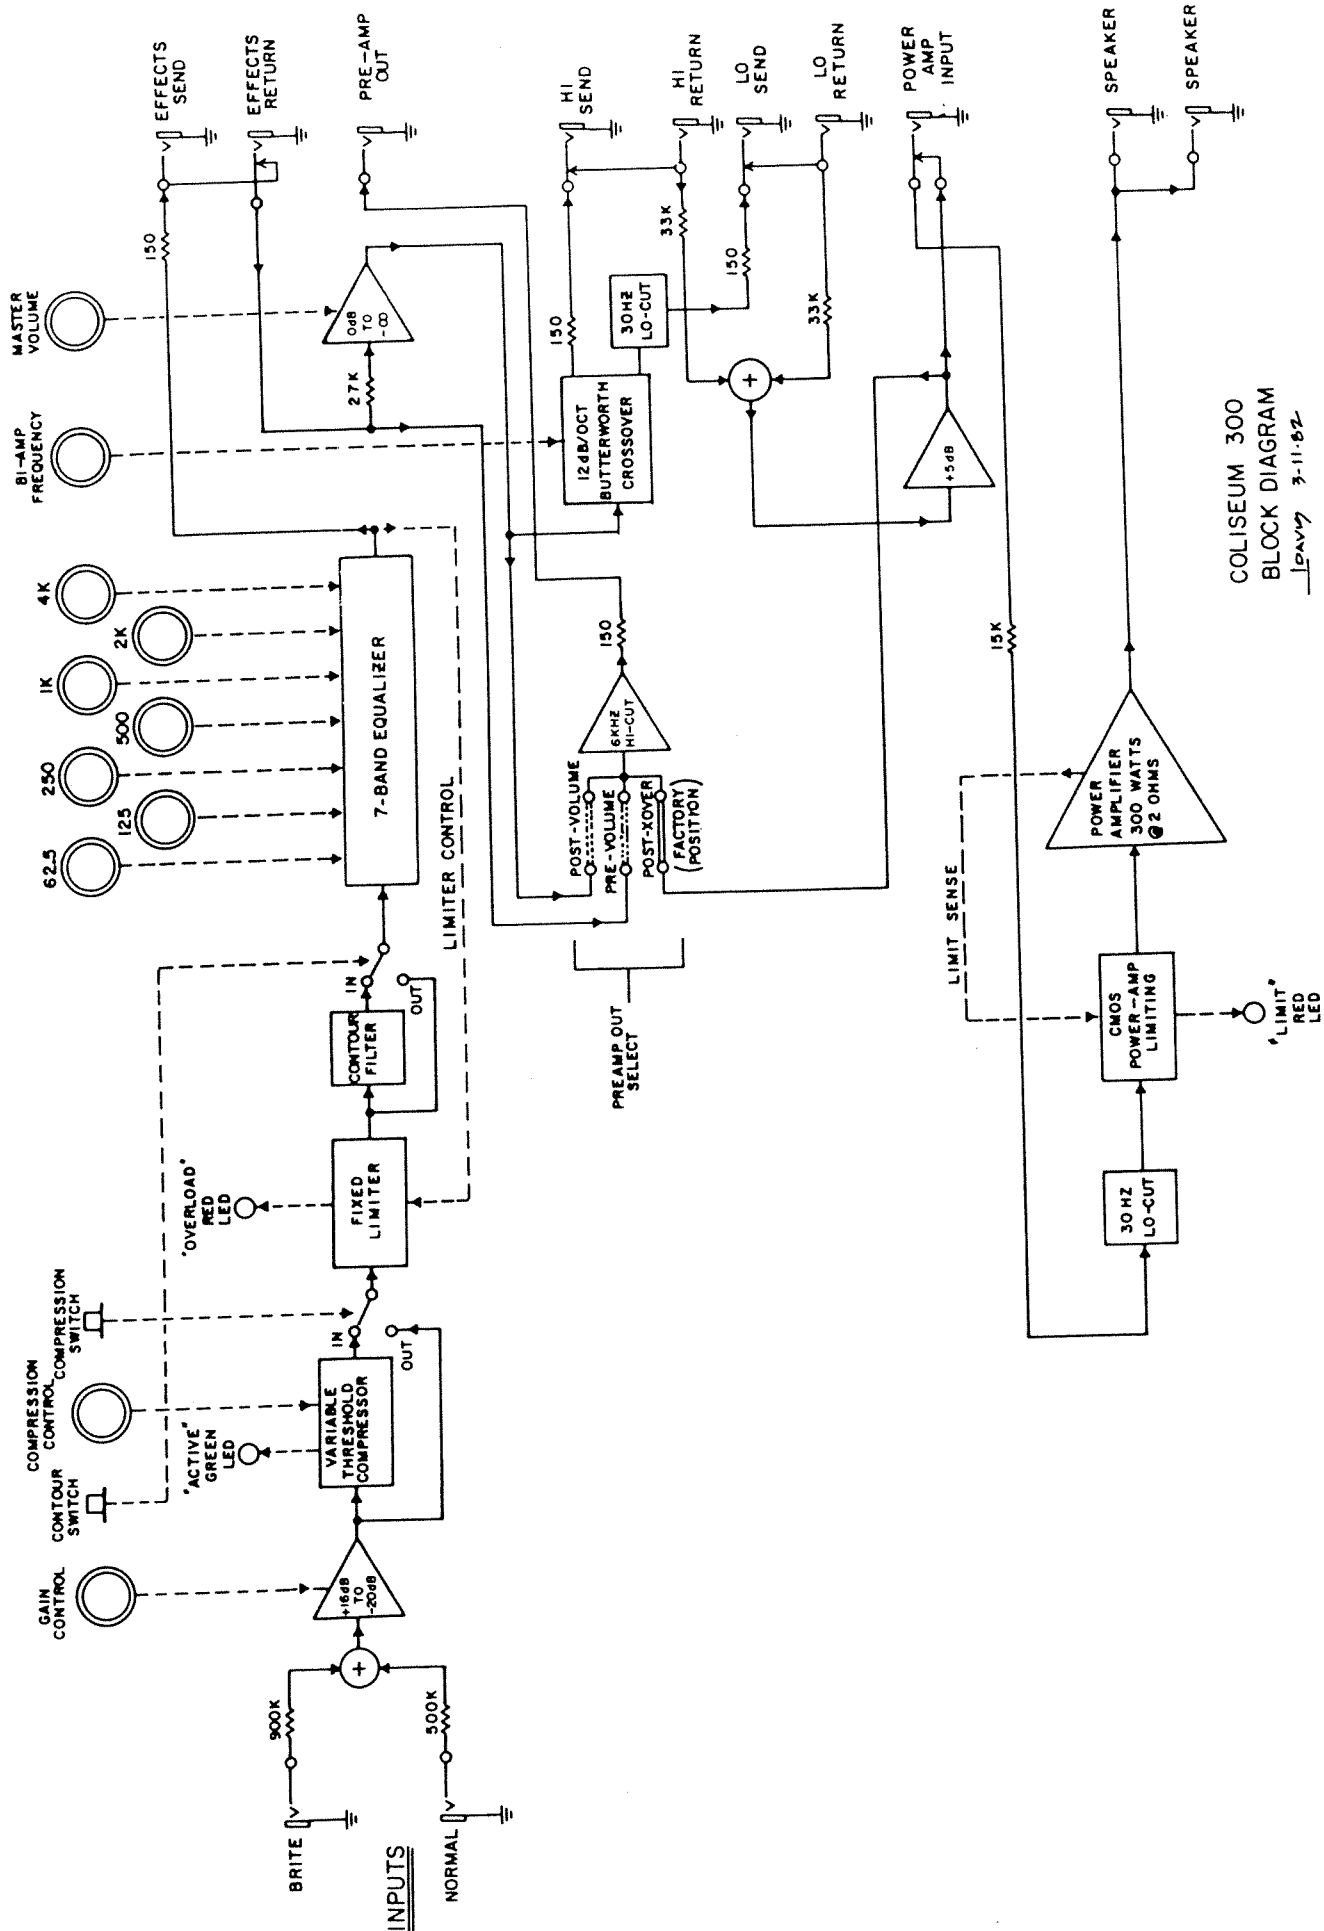 GAIN
CONTROL
CONTOUR
SWITCH
COMPRESSION
CONTROL
COMPRESSION
SWITCH
62.5
125
250
500
1K
2K
4K
BI-AMP
FREQUENCY
MASTER
VOLUME
"ACTIVE"
GREEN
LED
"OVERLOAD"
RED
LED
150
EFFECTS
SEND
EFFECTS
RETURN
PRE-AMP
OUT
INPUTS
BRITE
NORMAL
900K
500K
+
+16dB
TO
-20dB
VARIABLE
THRESHOLD
COMPRESSOR
IN
OUT
FIXED
LIMITER
CONTOUR
FILTER
IN
OUT
7-BAND EQUALIZER
LIMITER CONTROL
27K
0dB
TO
-∞
PREAMP OUT
SELECT
POST-VOLUME
PRE-VOLUME
POST-XOVER
(FACTORY
POSITION)
6KHZ
HI-CUT
150
12dB/OCT
BUTTERWORTH
CROSSOVER
30HZ
LO-CUT
150
HI
SEND
33K
HI
RETURN
150
LO
SEND
33K
LO
RETURN
+
+5dB
POWER
AMP
INPUT
15K
LIMIT SENSE
30HZ
LO-CUT
CMOS
POWER-AMP
LIMITING
"LIMIT"
RED
LED
POWER
AMPLIFIER
300 WATTS
@2 OHMS
SPEAKER
SPEAKER
COLISEUM 300
BLOCK DIAGRAM
3-11-82